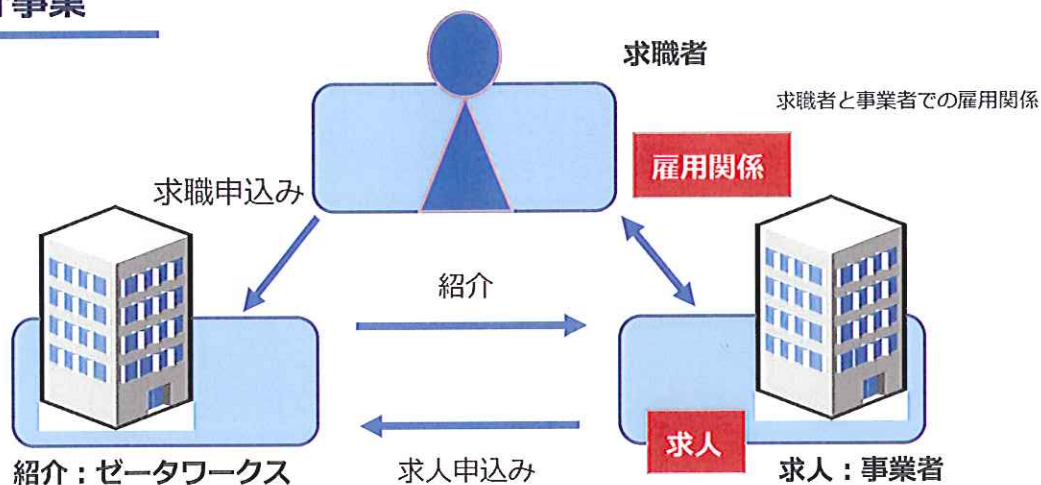 事業
求職者
求職者と事業者での雇用関係
雇用関係
求職申込み
紹介
求人
紹介：ゼータワークス
求人申込み
求人：事業者